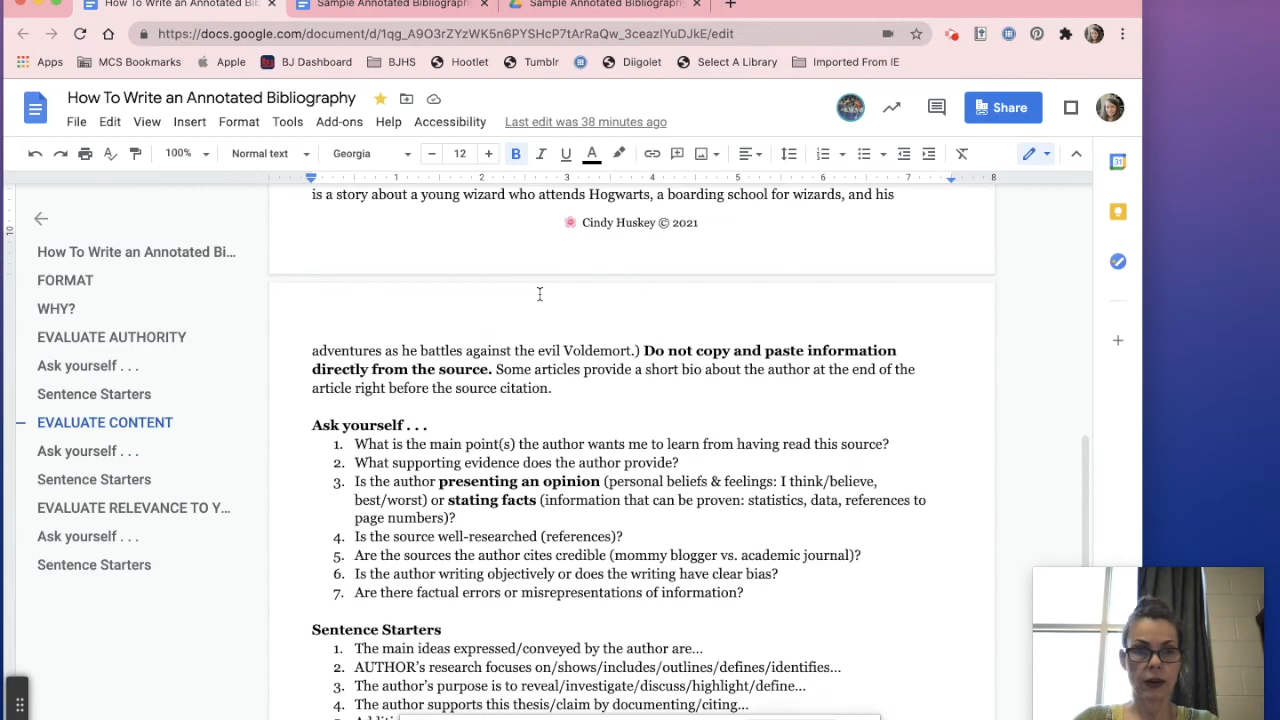 How To Write an Annotated Bib
Sample Annotated Bibliography
Sample Annotated Bibliography
https://docs.google.com/document/d/1qg_A9O3rZYzWK5n6PYSHcP7tArRaQw_3ceazlYuDJkE/edit
Apps MCS Bookmarks Apple BJ Dashboard BJHS Hootlet Tumblr Diigolet Select A Library Imported From IE
How To Write an Annotated Bibliography
Share
File Edit View Insert Format Tools Add-ons Help Accessibility Last edit was 38 minutes ago
100% Normal text Georgia 12 B I U A
1 2 3 4 5 6 7 8
is a story about a young wizard who attends Hogwarts, a boarding school for wizards, and his
🌸 Cindy Huskey © 2021
How To Write an Annotated Bi...
FORMAT
WHY?
EVALUATE AUTHORITY
Ask yourself . . .
Sentence Starters
EVALUATE CONTENT
Ask yourself . . .
Sentence Starters
EVALUATE RELEVANCE TO Y...
Ask yourself . . .
Sentence Starters
adventures as he battles against the evil Voldemort.) Do not copy and paste information
directly from the source. Some articles provide a short bio about the author at the end of the
article right before the source citation.
Ask yourself . . .
1. What is the main point(s) the author wants me to learn from having read this source?
2. What supporting evidence does the author provide?
3. Is the author presenting an opinion (personal beliefs & feelings: I think/believe,
best/worst) or stating facts (information that can be proven: statistics, data, references to
page numbers)?
4. Is the source well-researched (references)?
5. Are the sources the author cites credible (mommy blogger vs. academic journal)?
6. Is the author writing objectively or does the writing have clear bias?
7. Are there factual errors or misrepresentations of information?
Sentence Starters
1. The main ideas expressed/conveyed by the author are...
2. AUTHOR's research focuses on/shows/includes/outlines/defines/identifies...
3. The author's purpose is to reveal/investigate/discuss/highlight/define...
4. The author supports this thesis/claim by documenting/citing...